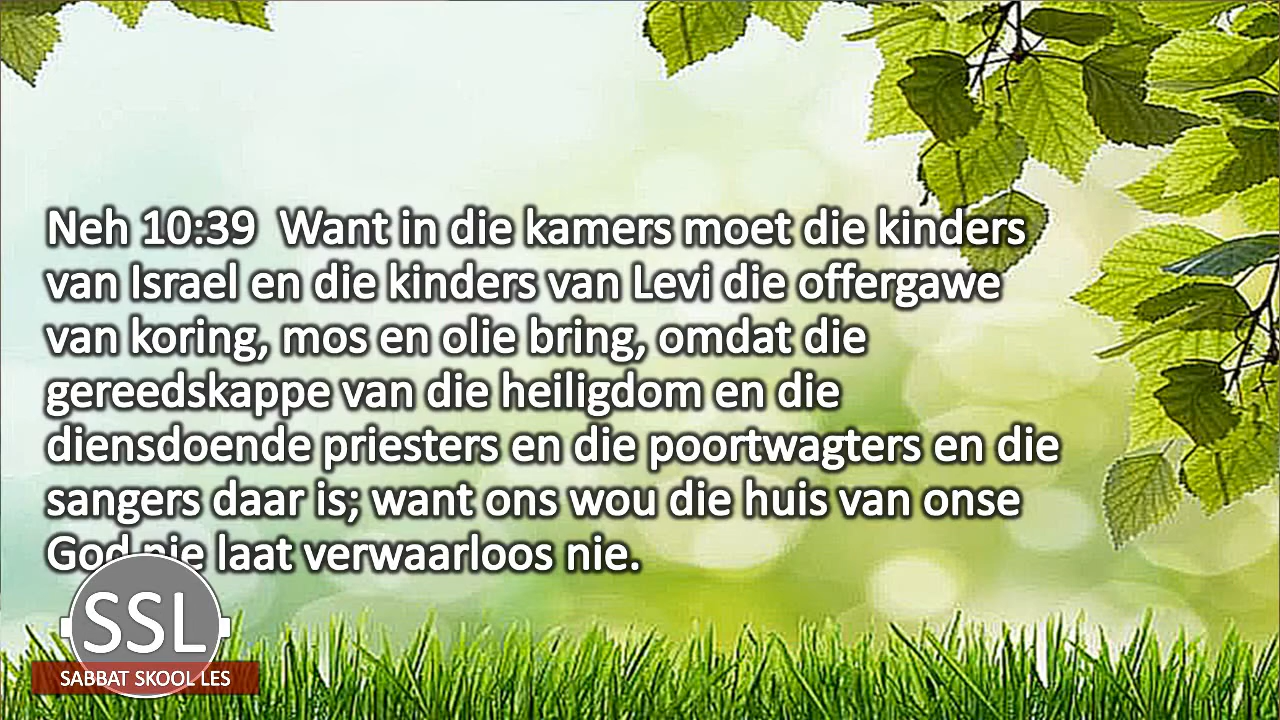 Neh 10:39  Want in die kamers moet die kinders
van Israel en die kinders van Levi die offergawe
van koring, mos en olie bring, omdat die
gereedskappe van die heiligdom en die
diensdoende priesters en die poortwagters en die
sangers daar is; want ons wou die huis van onse
God nie laat verwaarloos nie.
SSL
SABBAT SKOOL LES